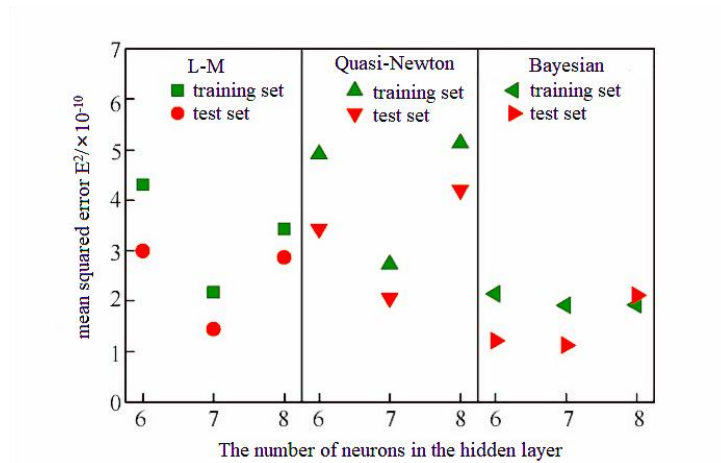 7
6
5
4
3
2
1
0
mean squared error E²/×10⁻¹⁰
L-M
training set
test set
Quasi-Newton
training set
test set
Bayesian
training set
test set
6 7 8 6 7 8 6 7 8
The number of neurons in the hidden layer